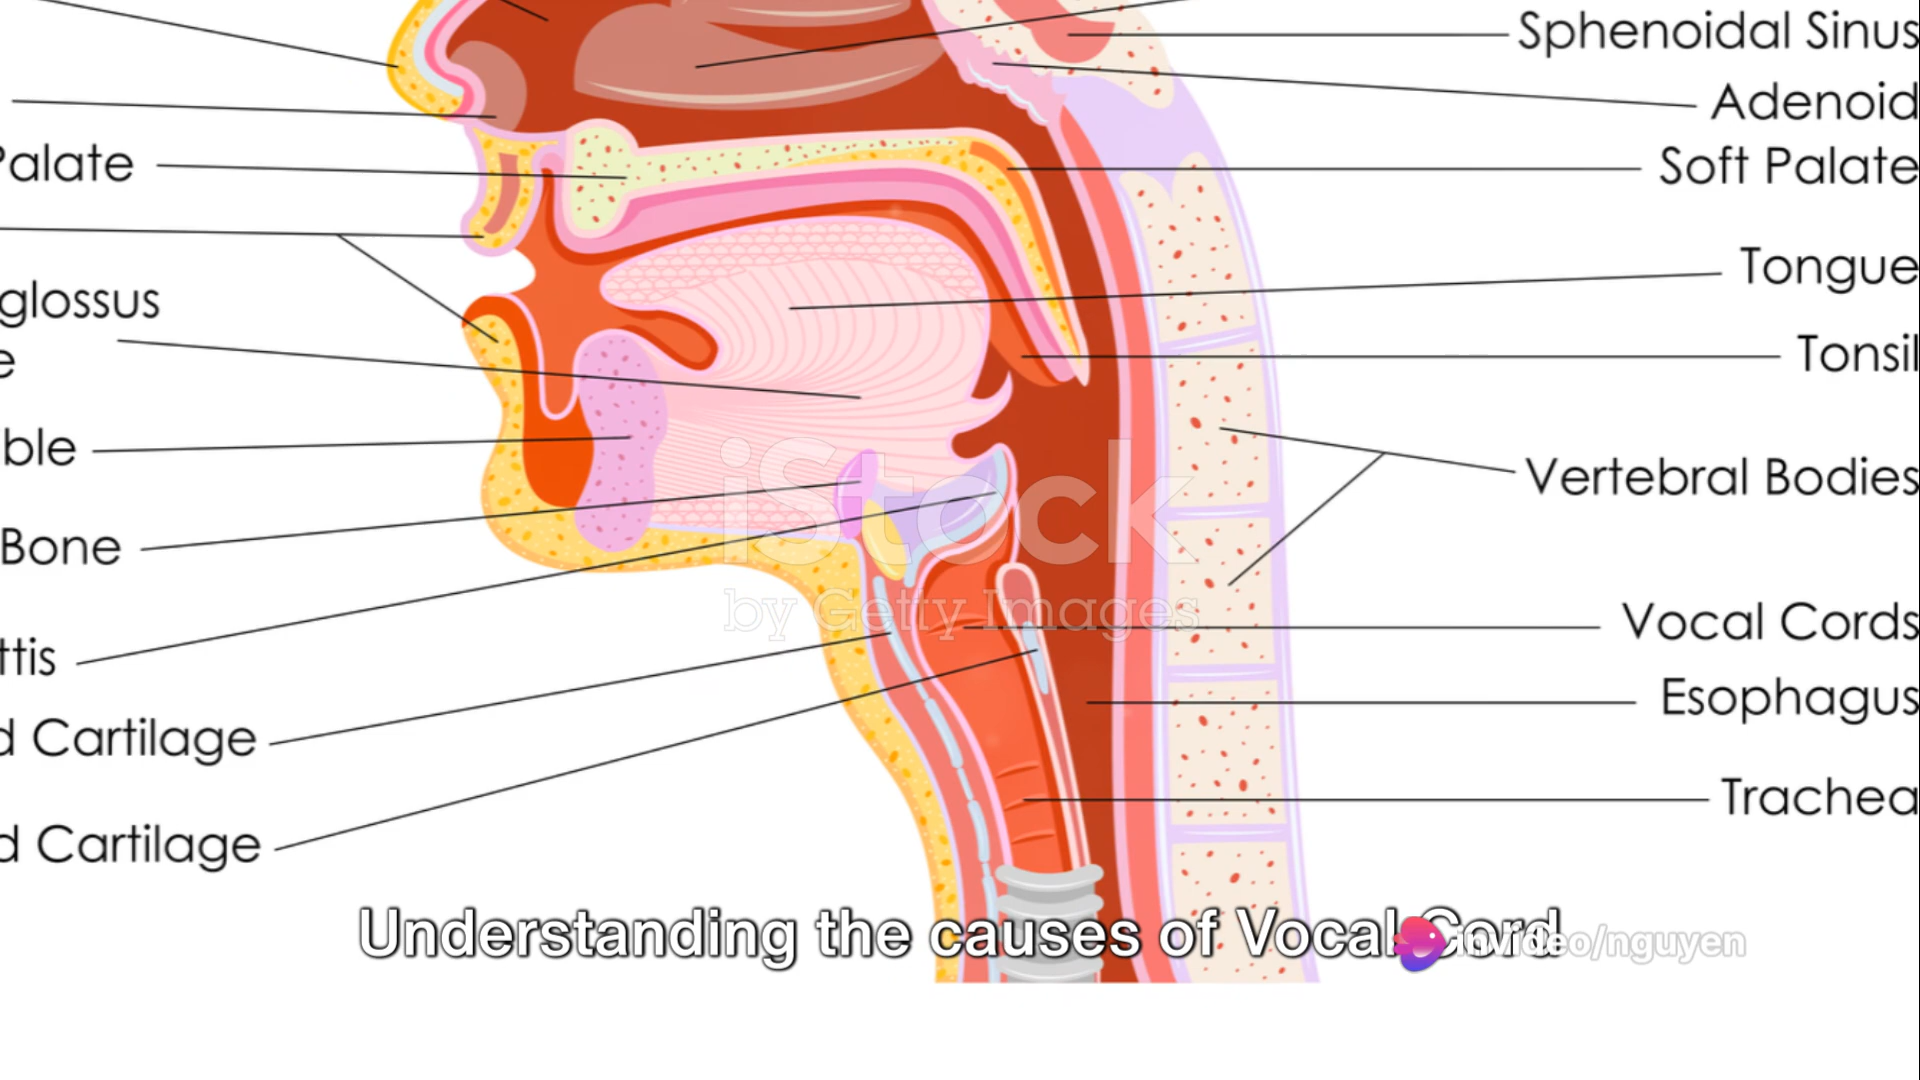 Sphenoidal Sinus
Adenoid
Palate
Soft Palate
Tongue
glossus
e
Tonsil
ble
Vertebral Bodies
Bone
iStock
by Getty Images
Vocal Cords
ttis
Esophagus
d Cartilage
Trachea
d Cartilage
Understanding the causes of Vocal Cord
invideo/nguyen